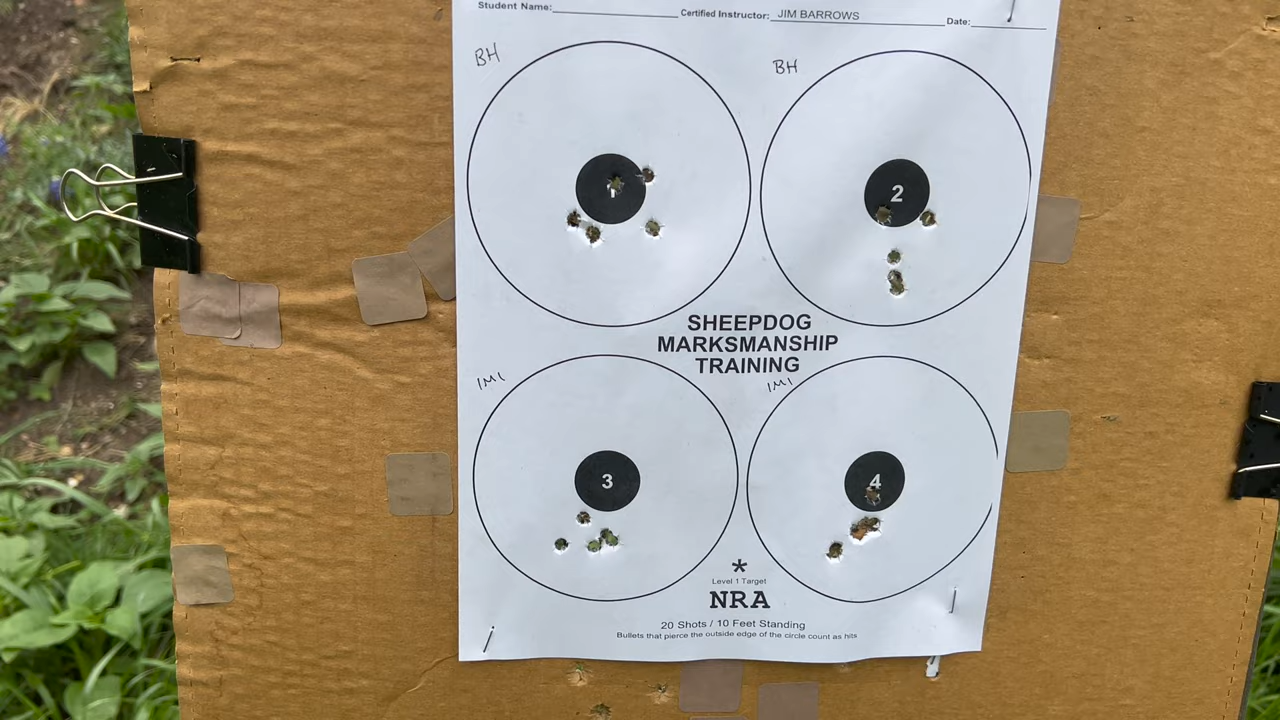 Student Name: Certified Instructor: JIM BARROWS Date:
BH
BH
1
2
SHEEPDOG
MARKSMANSHIP
TRAINING
IMI
IMI
3
4
*
Level 1 Target
NRA
20 Shots / 10 Feet Standing
Bullets that pierce the outside edge of the circle count as hits